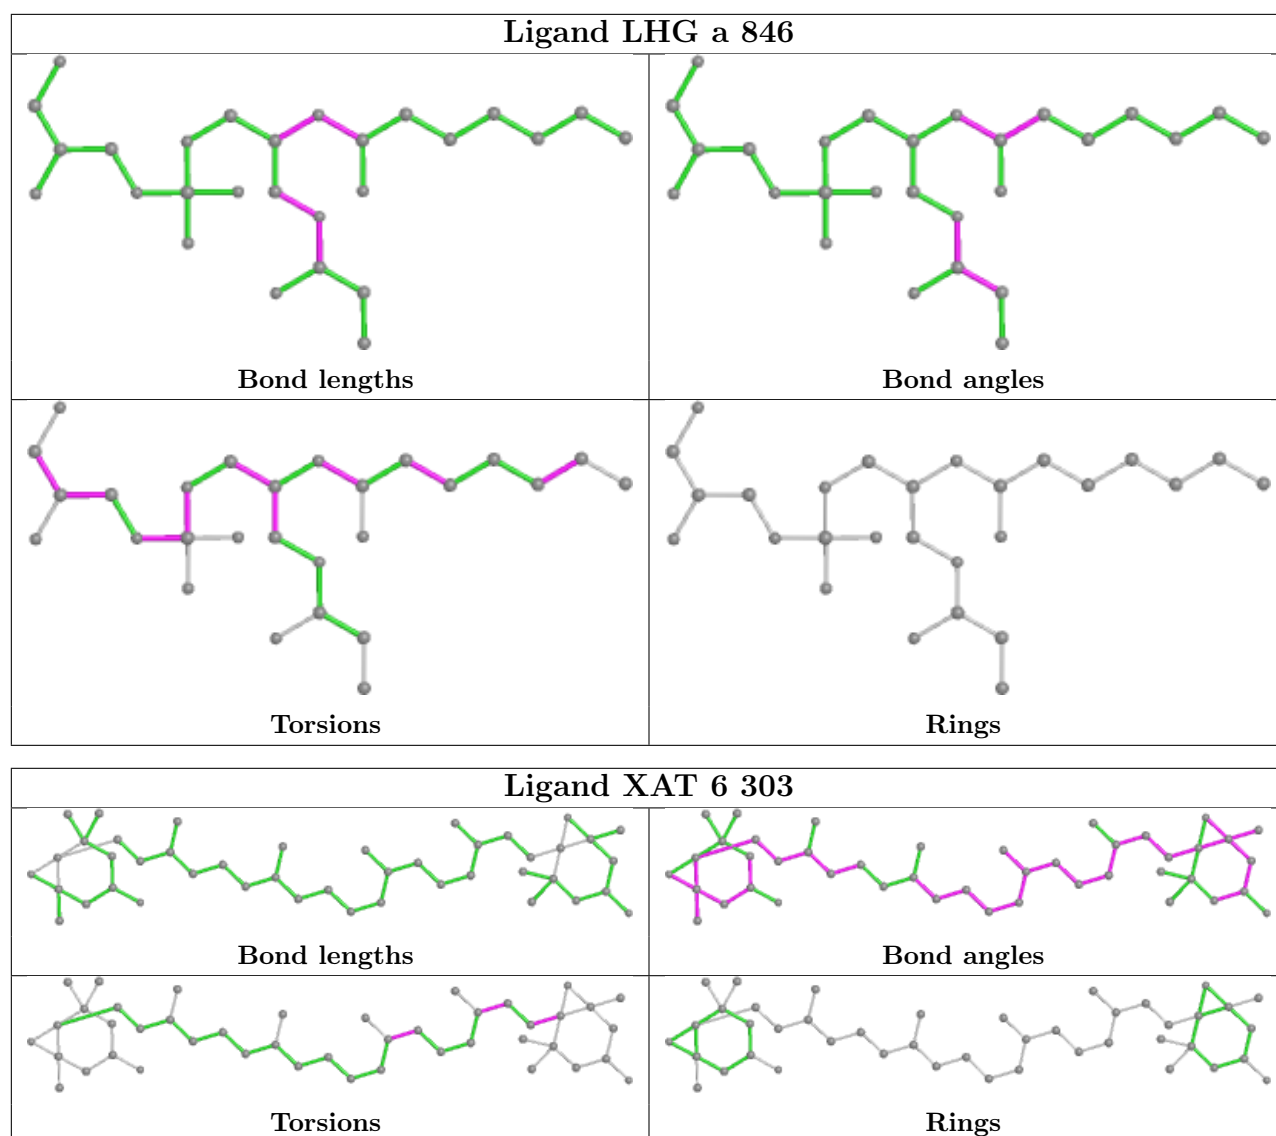 Ligand LHG a 846
Bond lengths
Bond angles
Torsions
Rings
Ligand XAT 6 303
Bond lengths
Bond angles
Torsions
Rings